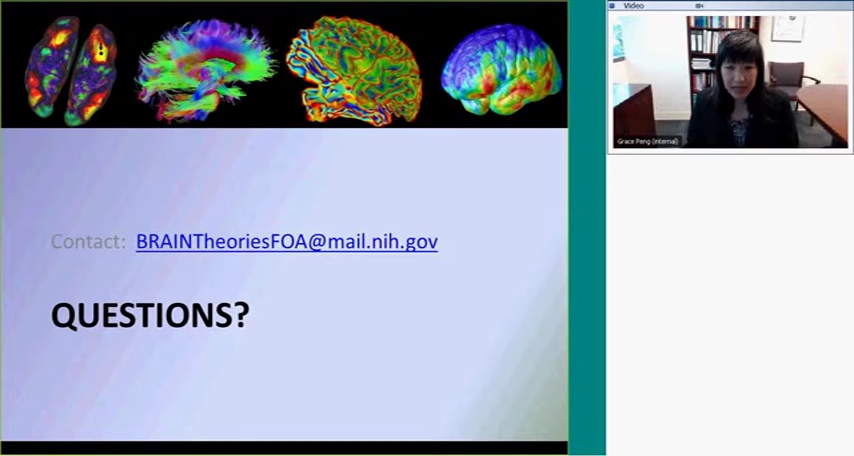 Video
Grace Peng (internal)
Contact: BRAINTheoriesFOA@mail.nih.gov
QUESTIONS?